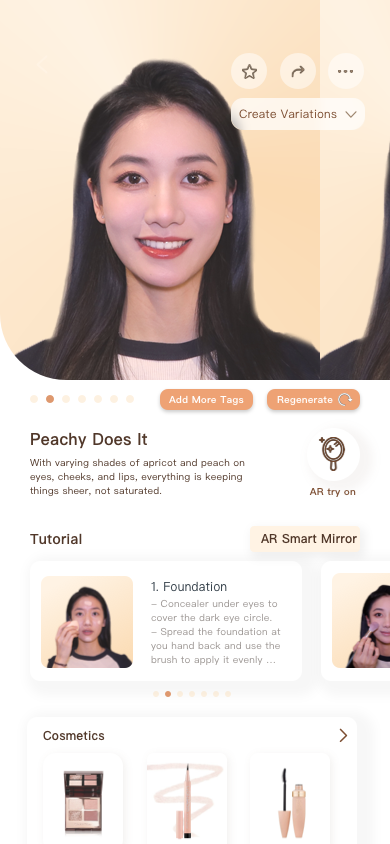 Create Variations
Add More Tags
Regenerate
Peachy Does It
With varying shades of apricot and peach on
eyes, cheeks, and lips, everything is keeping
things sheer, not saturated.
AR try on
Tutorial
AR Smart Mirror
1. Foundation
– Concealer under eyes to
cover the dark eye circle.
– Spread the foundation at
you hand back and use the
brush to apply it evenly ...
Cosmetics